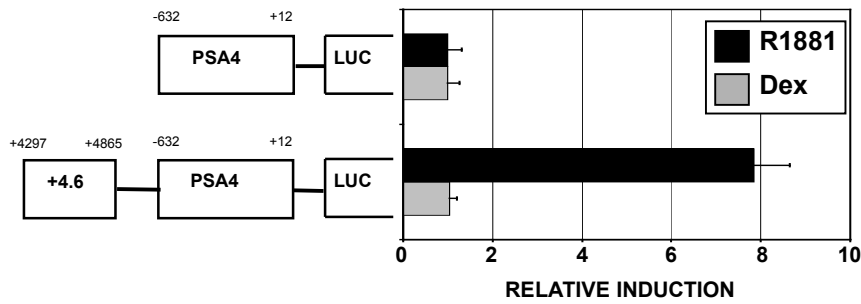 -632 +12
PSA4 LUC
R1881
Dex
+4297 +4865 -632 +12
+4.6 PSA4 LUC
0 2 4 6 8 10
RELATIVE INDUCTION